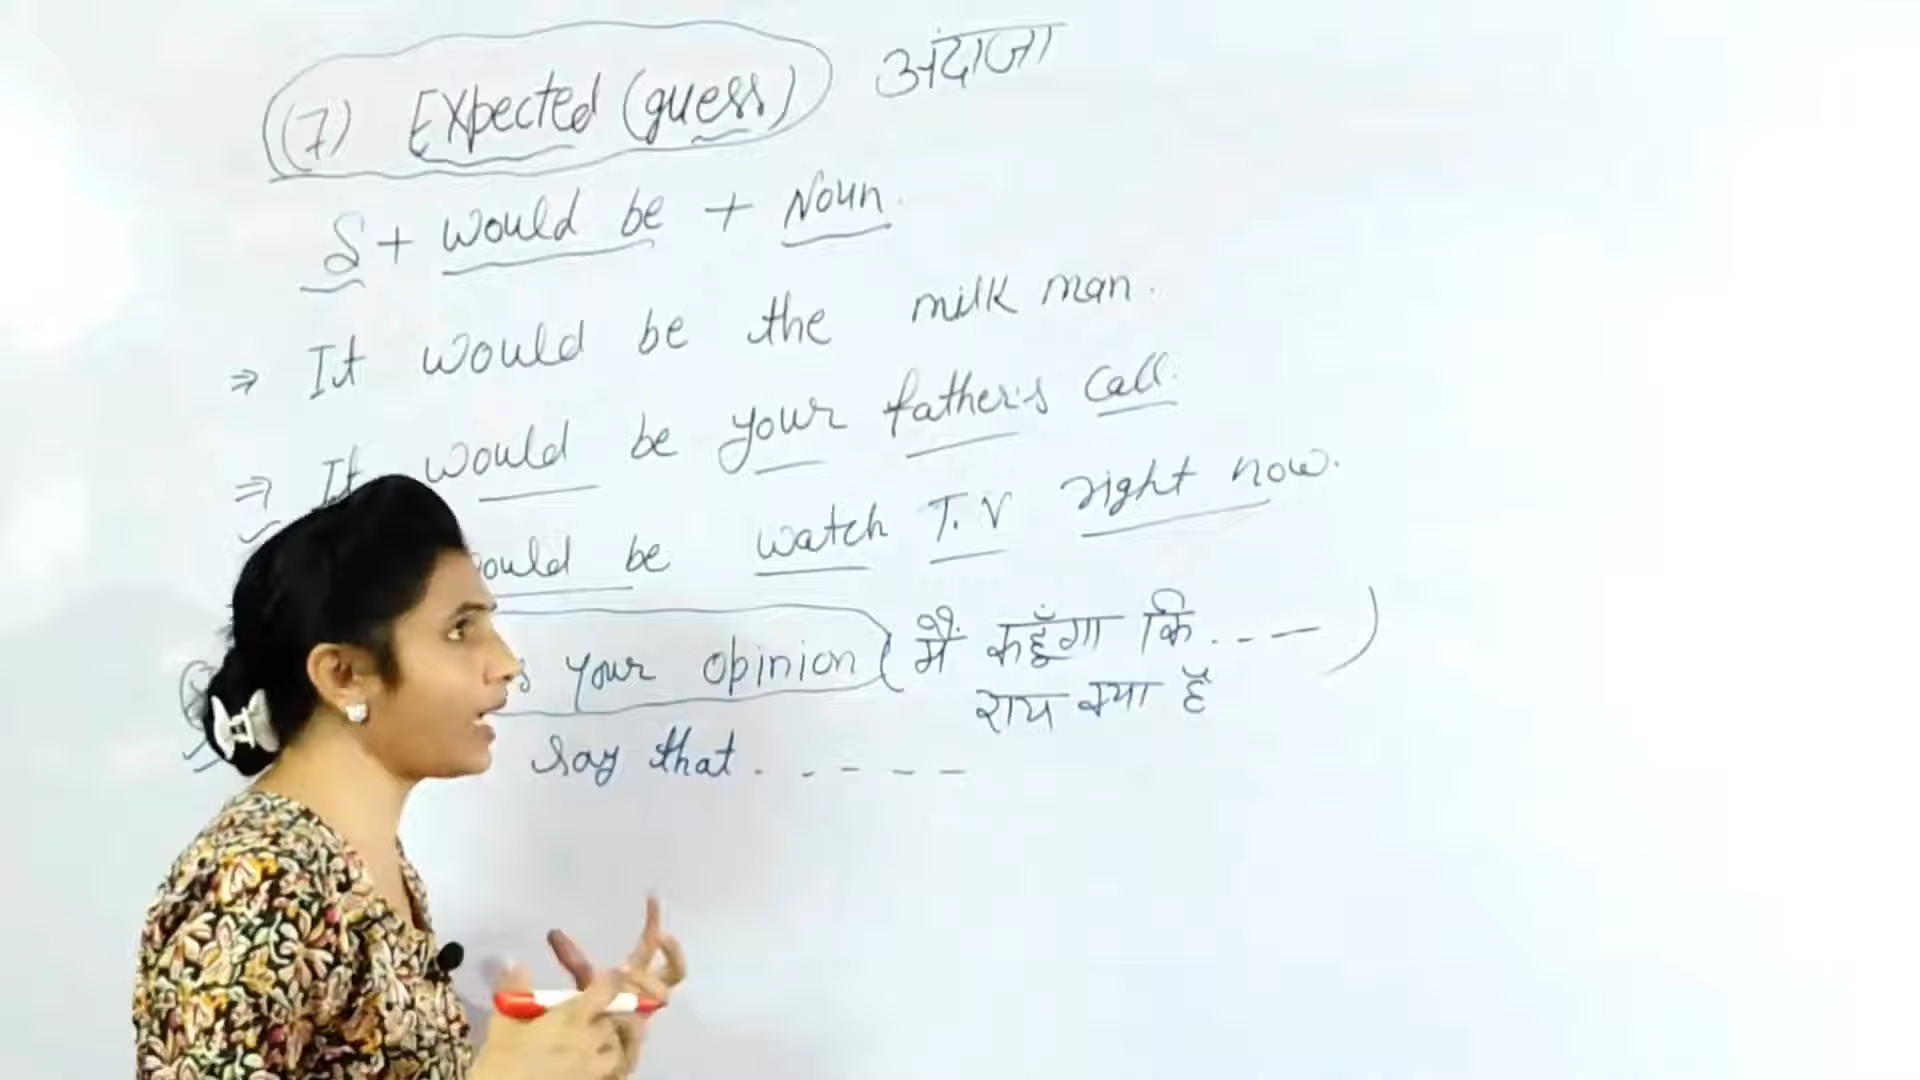 (7) Expected (guess) अंदाजा
S + would be + Noun.
⇒ It would be the milk man.
⇒ It would be your father's call.
would be watch T.V right now.
your opinion (मैं कहूँगा कि . - - - )
राय क्या है
say that . - - - -